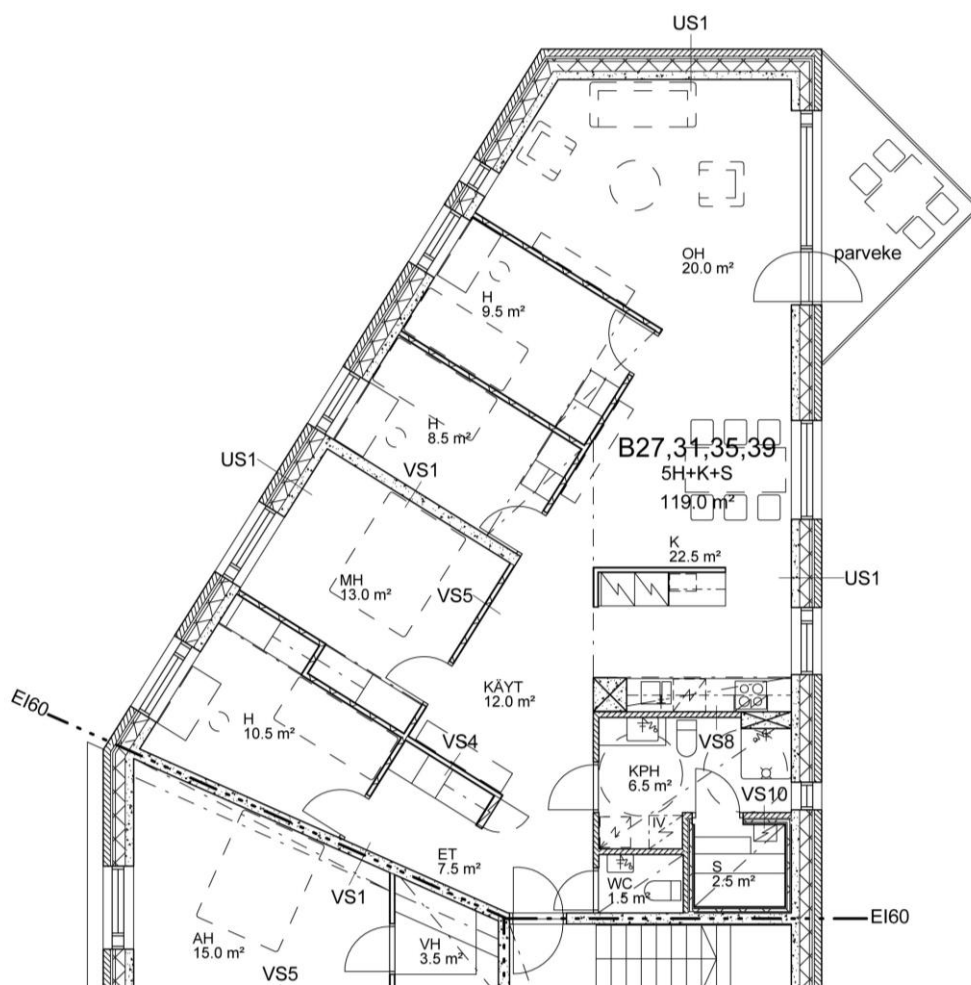 US1
OH
20.0 m²
parveke
H
9.5 m²
H
8.5 m²
B27,31,35,39
5H+K+S
119.0 m²
US1
VS1
K
22.5 m²
MH
13.0 m²
VS5
US1
KÄYT
12.0 m²
EI60
H
10.5 m²
VS4
VS8
KPH
6.5 m²
VS10
IV
ET
7.5 m²
S
2.5 m²
WC
1.5 m²
VS1
EI60
AH
15.0 m²
VH
3.5 m²
VS5